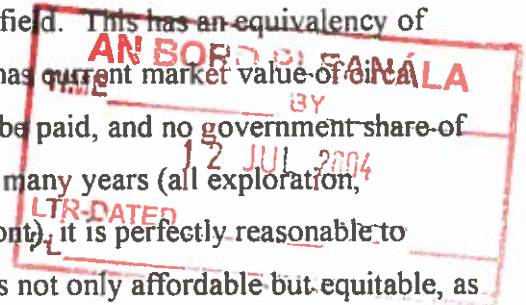 field. This has an equivalency of
AN BORD PLEANÁLA
has current market value of circa
TIME BY
be paid, and no government share of
12 JUL 2004
many years (all exploration,
LTR-DATED
ont), it is perfectly reasonable to
s not only affordable but equitable, as